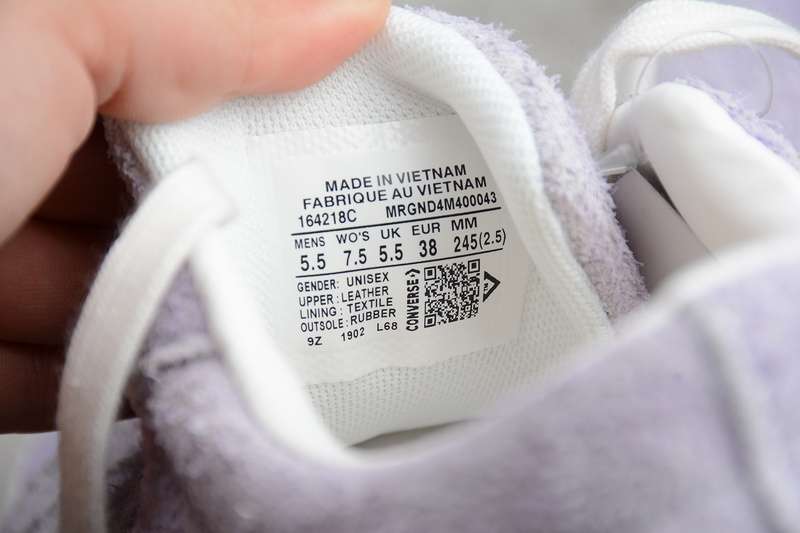 MADE IN VIETNAM
FABRIQUE AU VIETNAM
164218C MRGND4M400043
MENS WO'S UK EUR MM
5.5 7.5 5.5 38 245(2.5)
GENDER: UNISEX
UPPER: LEATHER
LINING: TEXTILE
OUTSOLE: RUBBER
9Z 1902 L68
CONVERSE